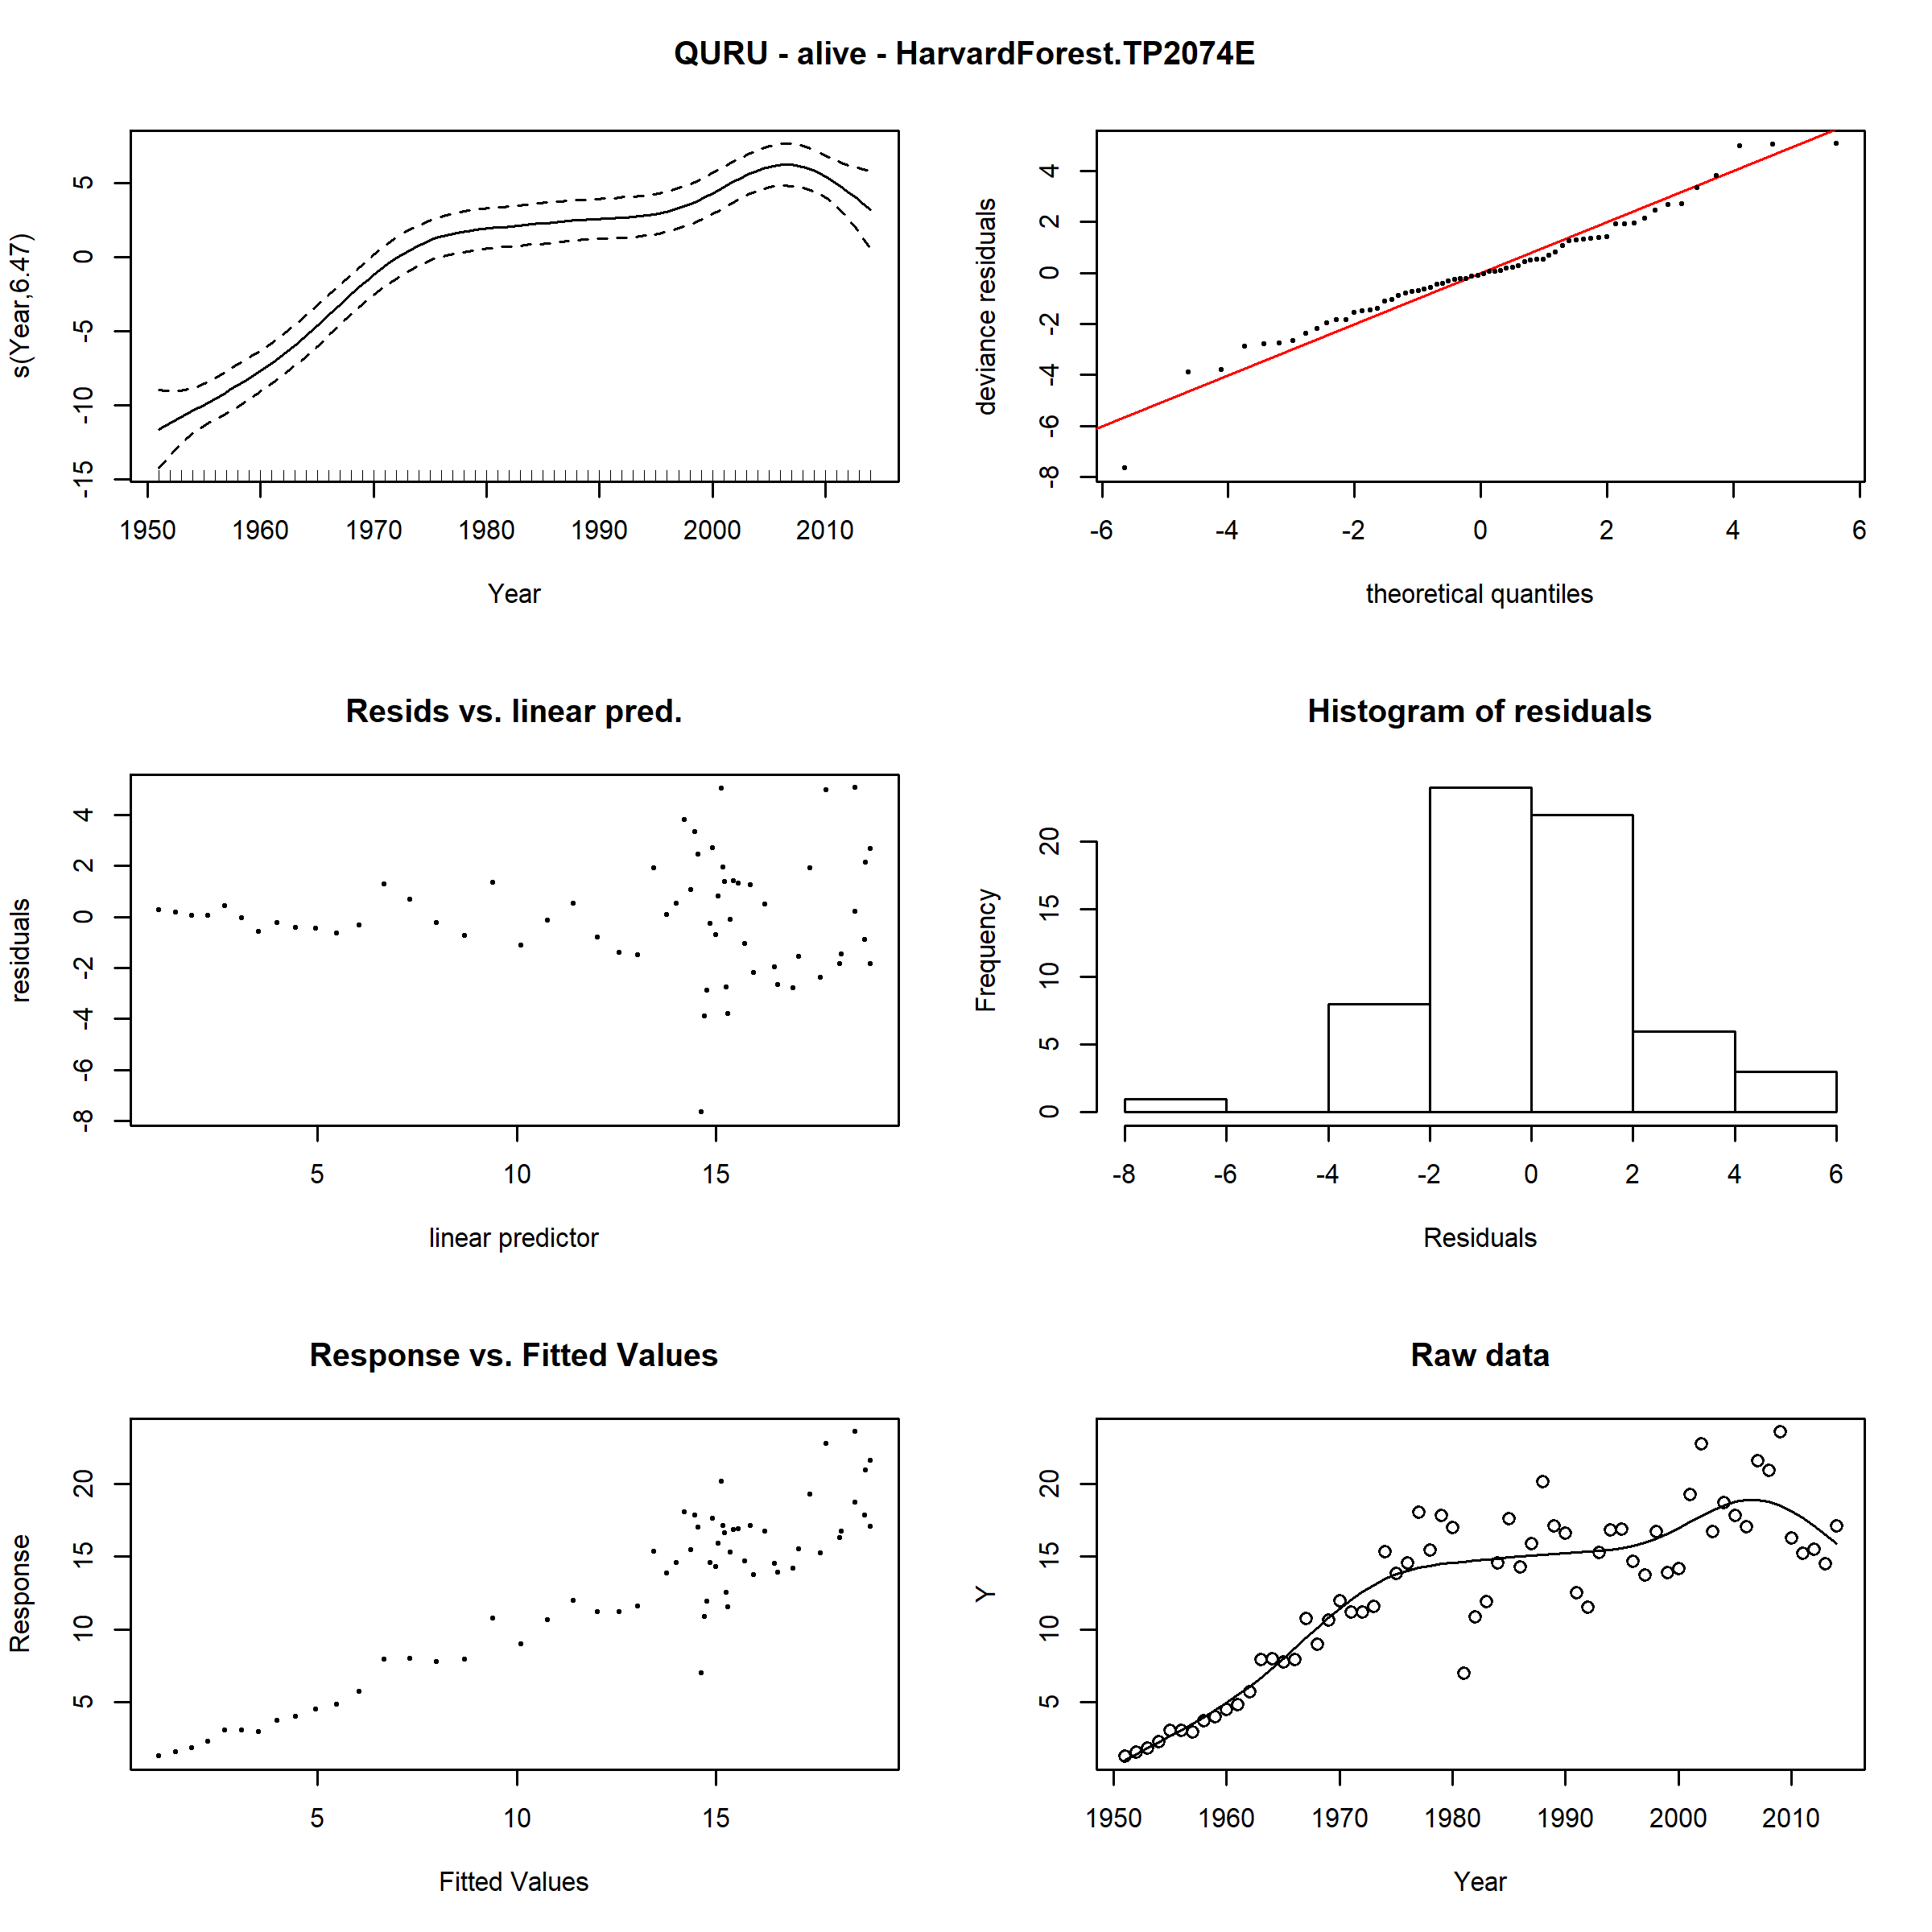 QURU - alive - HarvardForest.TP2074E
s(Year,6.47)
5
0
-5
-10
-15
1950 1960 1970 1980 1990 2000 2010
Year
deviance residuals
4
2
0
-2
-4
-6
-8
-6 -4 -2 0 2 4 6
theoretical quantiles
Resids vs. linear pred.
residuals
4
2
0
-2
-4
-6
-8
5 10 15
linear predictor
Histogram of residuals
Frequency
20
15
10
5
0
-8 -6 -4 -2 0 2 4 6
Residuals
Response vs. Fitted Values
Response
20
15
10
5
5 10 15
Fitted Values
Raw data
Y
20
15
10
5
1950 1960 1970 1980 1990 2000 2010
Year